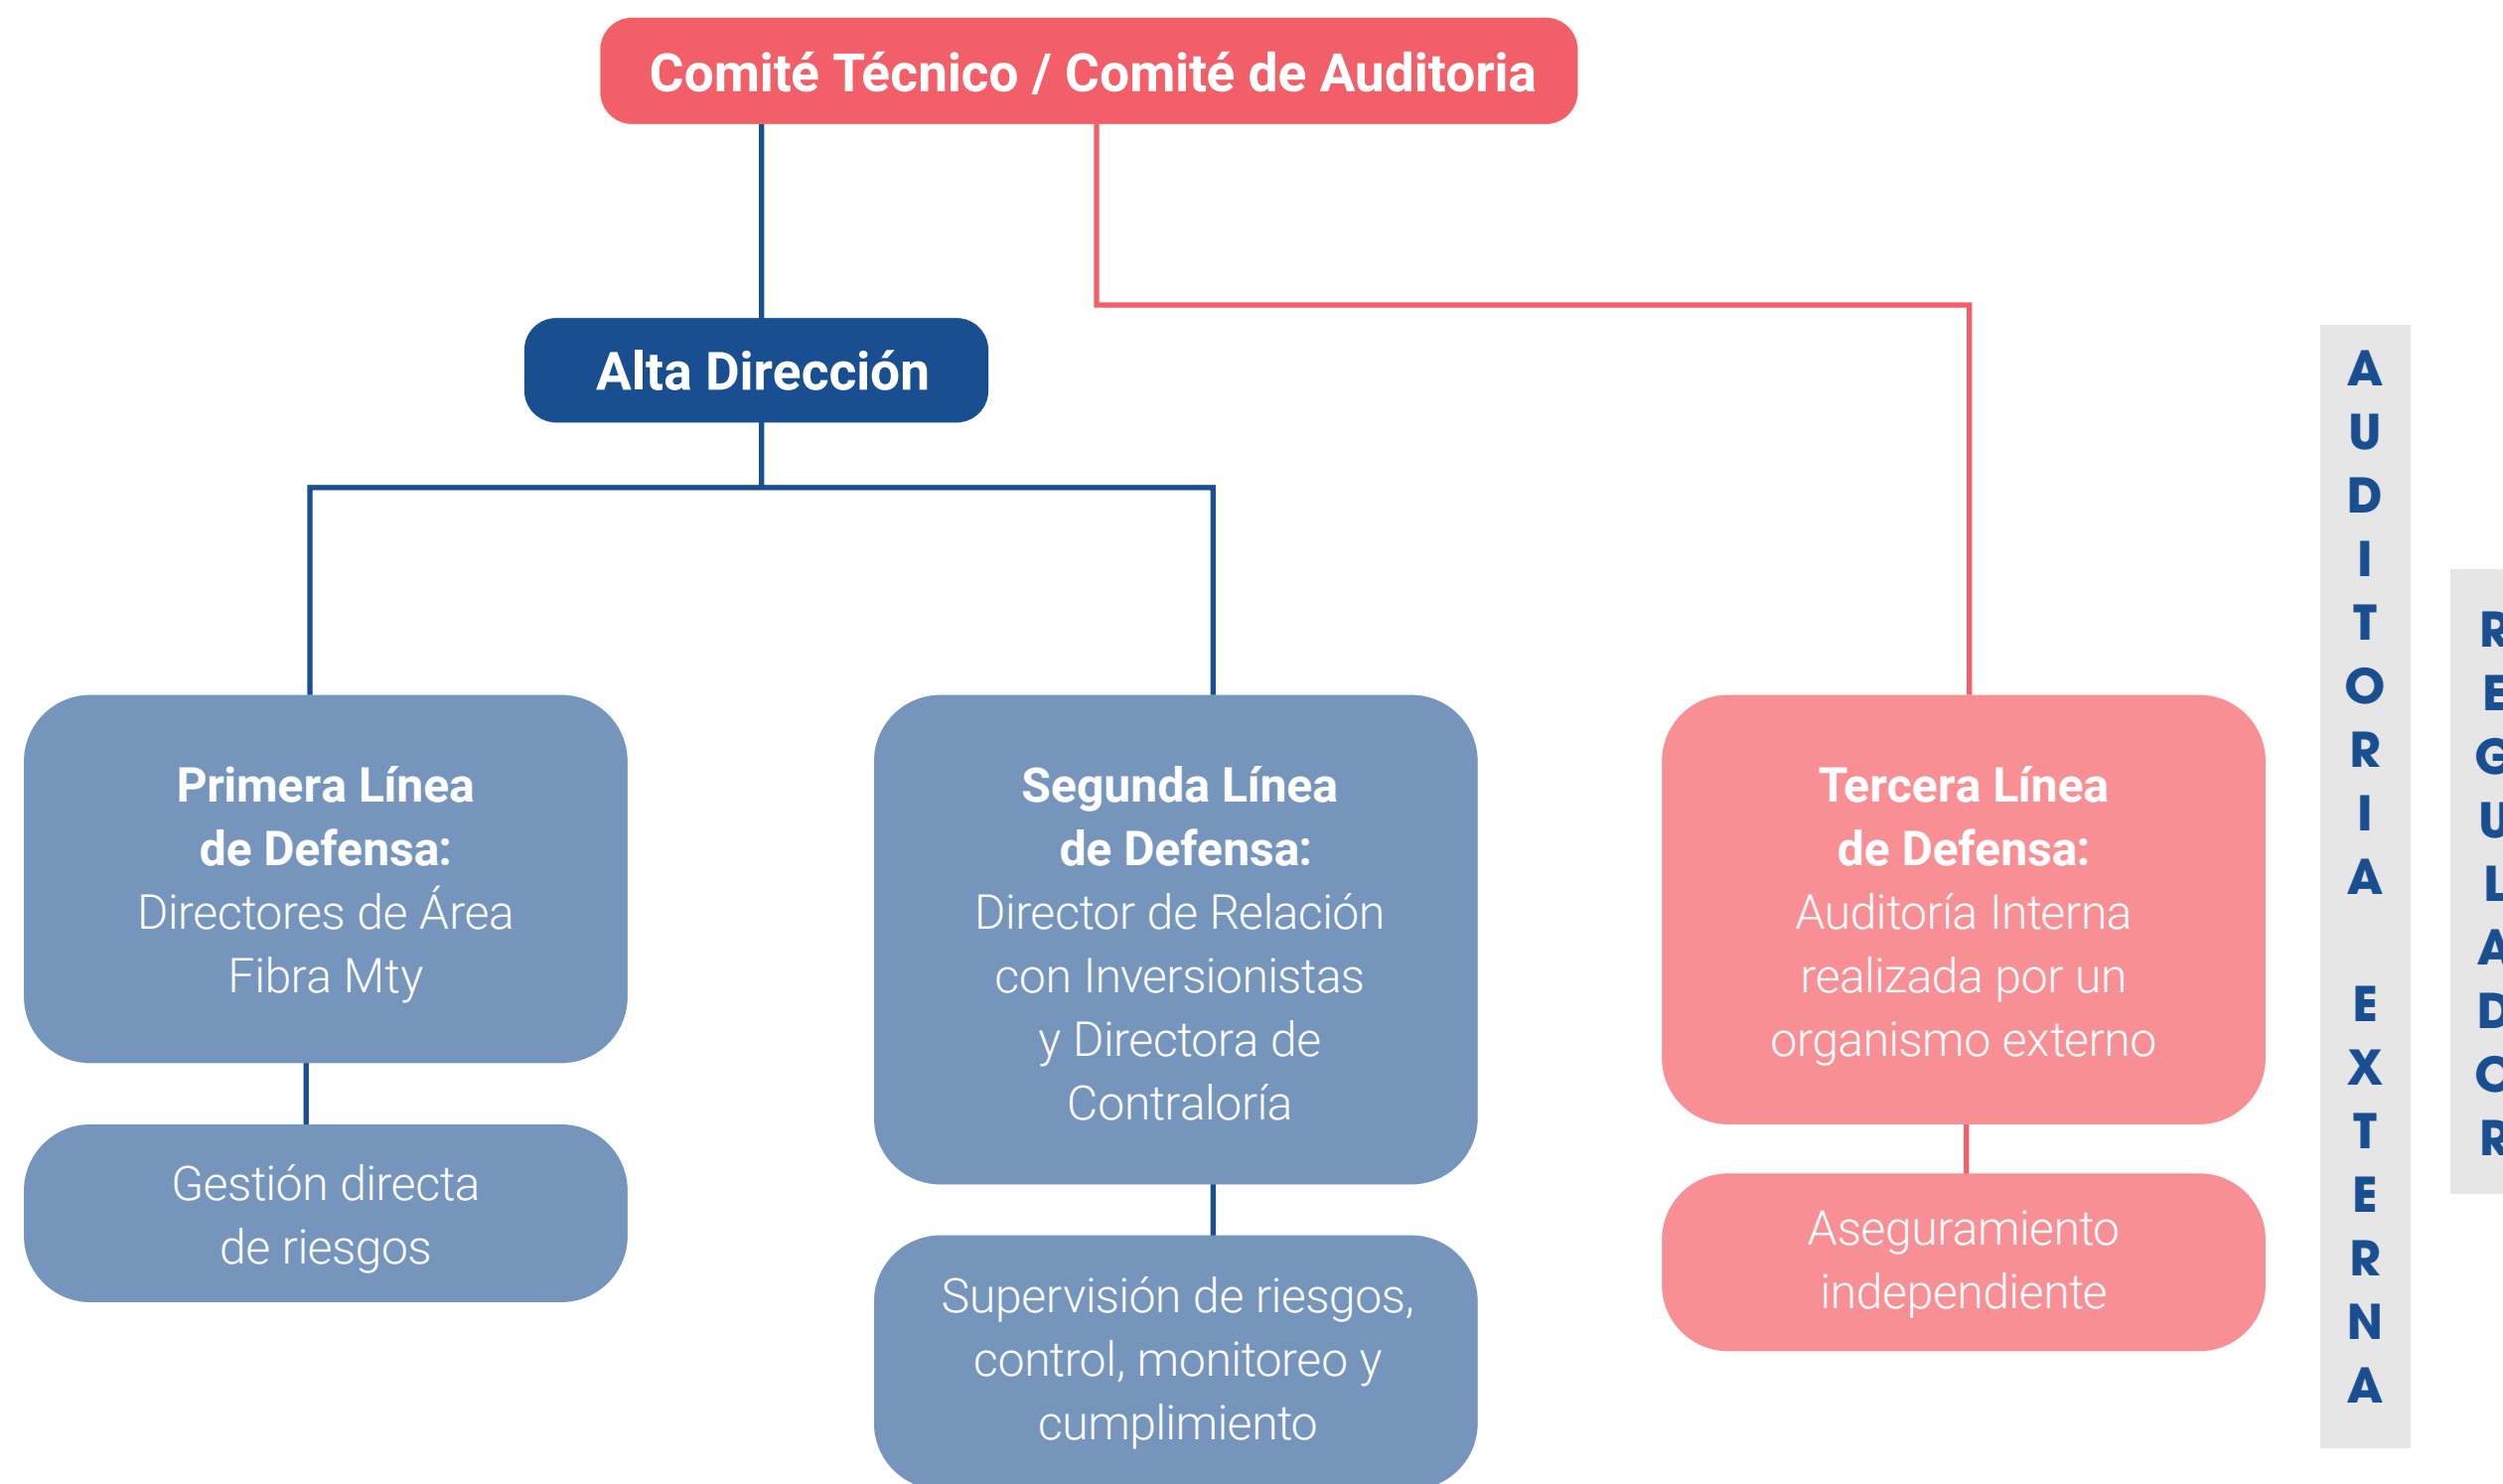 Comité Técnico / Comité de Auditoria
Alta Dirección
Primera Línea
de Defensa:
Directores de Área
Fibra Mty
Gestión directa
de riesgos
Segunda Línea
de Defensa:
Director de Relación
con Inversionistas
y Directora de
Contraloría
Supervisión de riesgos,
control, monitoreo y
cumplimiento
Tercera Línea
de Defensa:
Auditoría Interna
realizada por un
organismo externo
Aseguramiento
independiente
AUDITORIA EXTERNA
REGULADOR